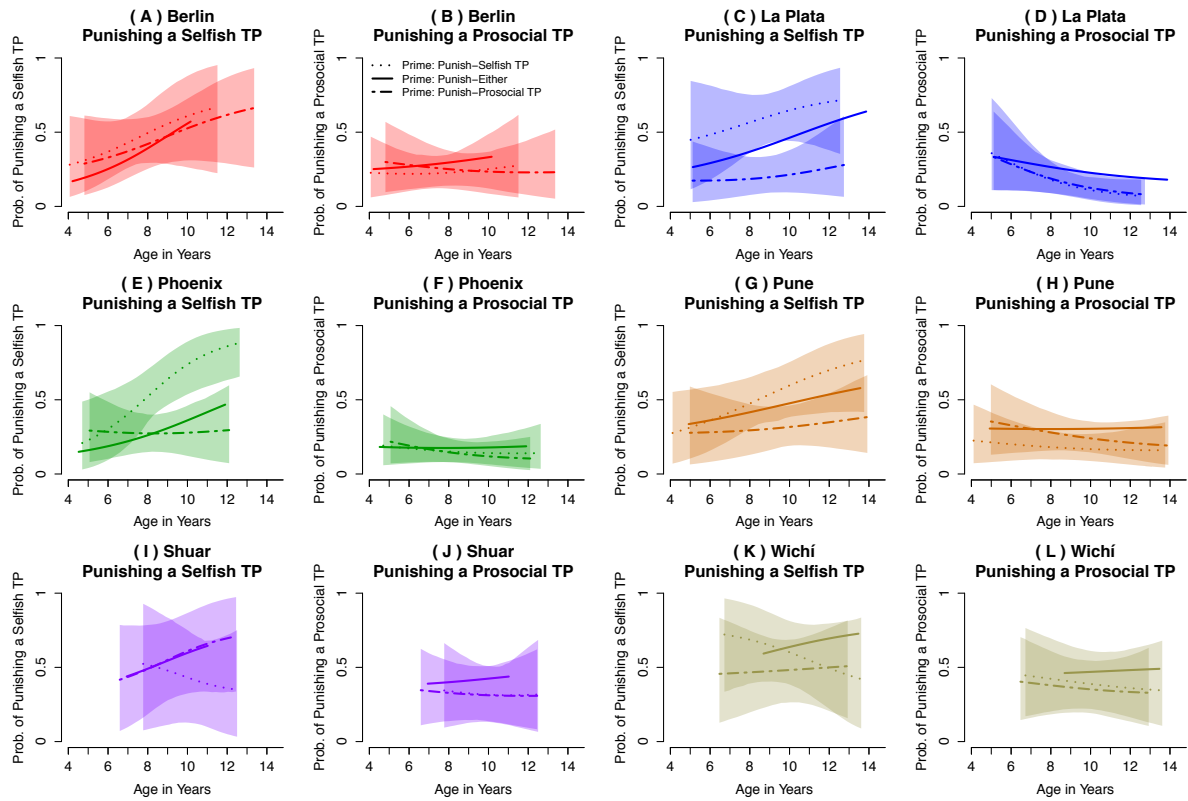 ( A ) Berlin
Punishing a Selfish TP
Prob. of Punishing a Selfish TP
0
0.5
1
4 6 8 10 12 14
Age in Years
( B ) Berlin
Punishing a Prosocial TP
Prob. of Punishing a Prosocial TP
0
0.5
1
Prime: Punish−Selfish TP
Prime: Punish−Either
Prime: Punish−Prosocial TP
4 6 8 10 12 14
Age in Years
( C ) La Plata
Punishing a Selfish TP
Prob. of Punishing a Selfish TP
0
0.5
1
4 6 8 10 12 14
Age in Years
( D ) La Plata
Punishing a Prosocial TP
Prob. of Punishing a Prosocial TP
0
0.5
1
4 6 8 10 12 14
Age in Years
( E ) Phoenix
Punishing a Selfish TP
Prob. of Punishing a Selfish TP
0
0.5
1
4 6 8 10 12 14
Age in Years
( F ) Phoenix
Punishing a Prosocial TP
Prob. of Punishing a Prosocial TP
0
0.5
1
4 6 8 10 12 14
Age in Years
( G ) Pune
Punishing a Selfish TP
Prob. of Punishing a Selfish TP
0
0.5
1
4 6 8 10 12 14
Age in Years
( H ) Pune
Punishing a Prosocial TP
Prob. of Punishing a Prosocial TP
0
0.5
1
4 6 8 10 12 14
Age in Years
( I ) Shuar
Punishing a Selfish TP
Prob. of Punishing a Selfish TP
0
0.5
1
4 6 8 10 12 14
Age in Years
( J ) Shuar
Punishing a Prosocial TP
Prob. of Punishing a Prosocial TP
0
0.5
1
4 6 8 10 12 14
Age in Years
( K ) Wichí
Punishing a Selfish TP
Prob. of Punishing a Selfish TP
0
0.5
1
4 6 8 10 12 14
Age in Years
( L ) Wichí
Punishing a Prosocial TP
Prob. of Punishing a Prosocial TP
0
0.5
1
4 6 8 10 12 14
Age in Years